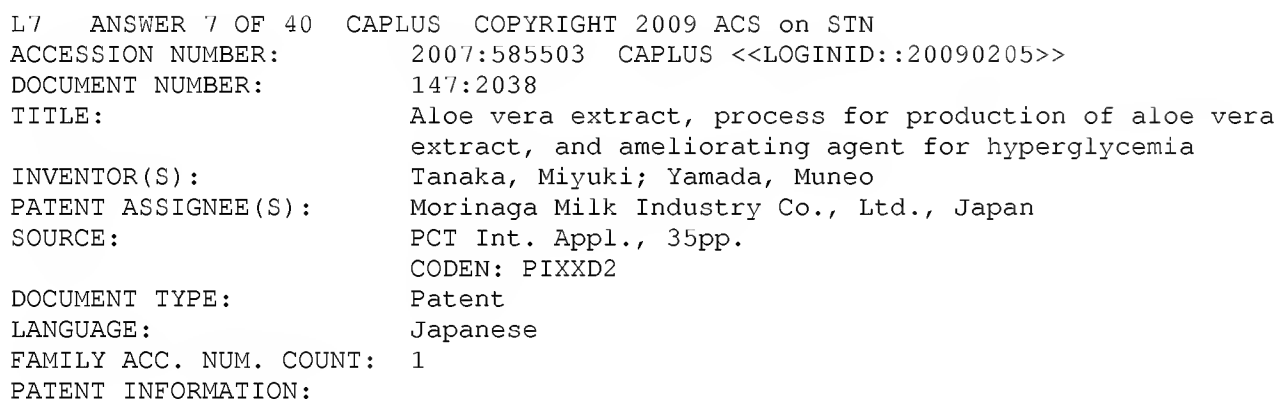 L7 ANSWER 7 OF 40 CAPLUS COPYRIGHT 2009 ACS on STN
ACCESSION NUMBER: 2007:585503 CAPLUS <<LOGINID::20090205>>
DOCUMENT NUMBER: 147:2038
TITLE: Aloe vera extract, process for production of aloe vera
extract, and ameliorating agent for hyperglycemia
INVENTOR(S): Tanaka, Miyuki; Yamada, Muneo
PATENT ASSIGNEE(S): Morinaga Milk Industry Co., Ltd., Japan
SOURCE: PCT Int. Appl., 35pp.
CODEN: PIXXD2
DOCUMENT TYPE: Patent
LANGUAGE: Japanese
FAMILY ACC. NUM. COUNT: 1
PATENT INFORMATION: